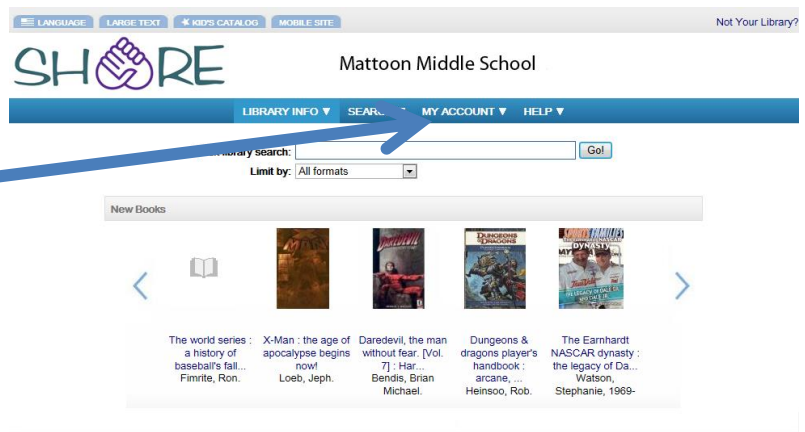 LANGUAGE LARGE TEXT KID'S CATALOG MOBILE SITE Not Your Library?
SHARE Mattoon Middle School
LIBRARY INFO ▼ MY ACCOUNT ▼ HELP ▼
library search: Go!
Limit by: All formats
New Books
DUNGEONS & DRAGONS
SPORTS FAMILIES
DYNASTY
The world series : a history of baseball's fall... Fimrite, Ron.
X-Man : the age of apocalypse begins now! Loeb, Jeph.
Daredevil, the man without fear. [Vol. 7] : Har... Bendis, Brian Michael.
Dungeons & dragons player's handbook : arcane, ... Heinsoo, Rob.
The Earnhardt NASCAR dynasty : the legacy of Da... Watson, Stephanie, 1969-